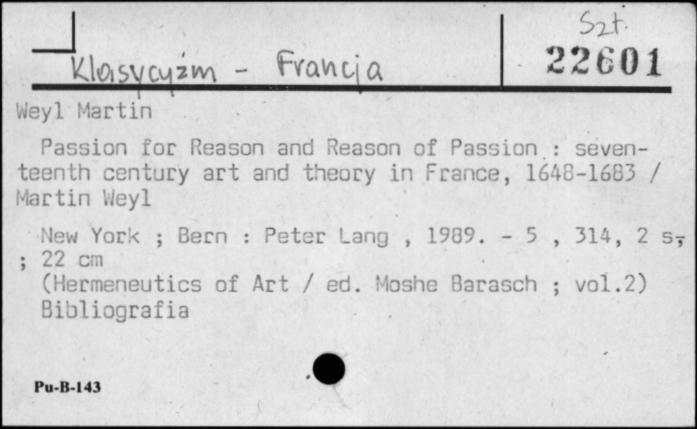 Szt.
22601
Klasycyzm - Francja
Weyl Martin
Passion for Reason and Reason of Passion : seven-
teenth century art and theory in France, 1648-1683 /
Martin Weyl
New York ; Bern : Peter Lang , 1989. - 5 , 314, 2 s,
; 22 cm
(Hermeneutics of Art / ed. Moshe Barasch ; vol.2)
Bibliografia
Pu-B-143